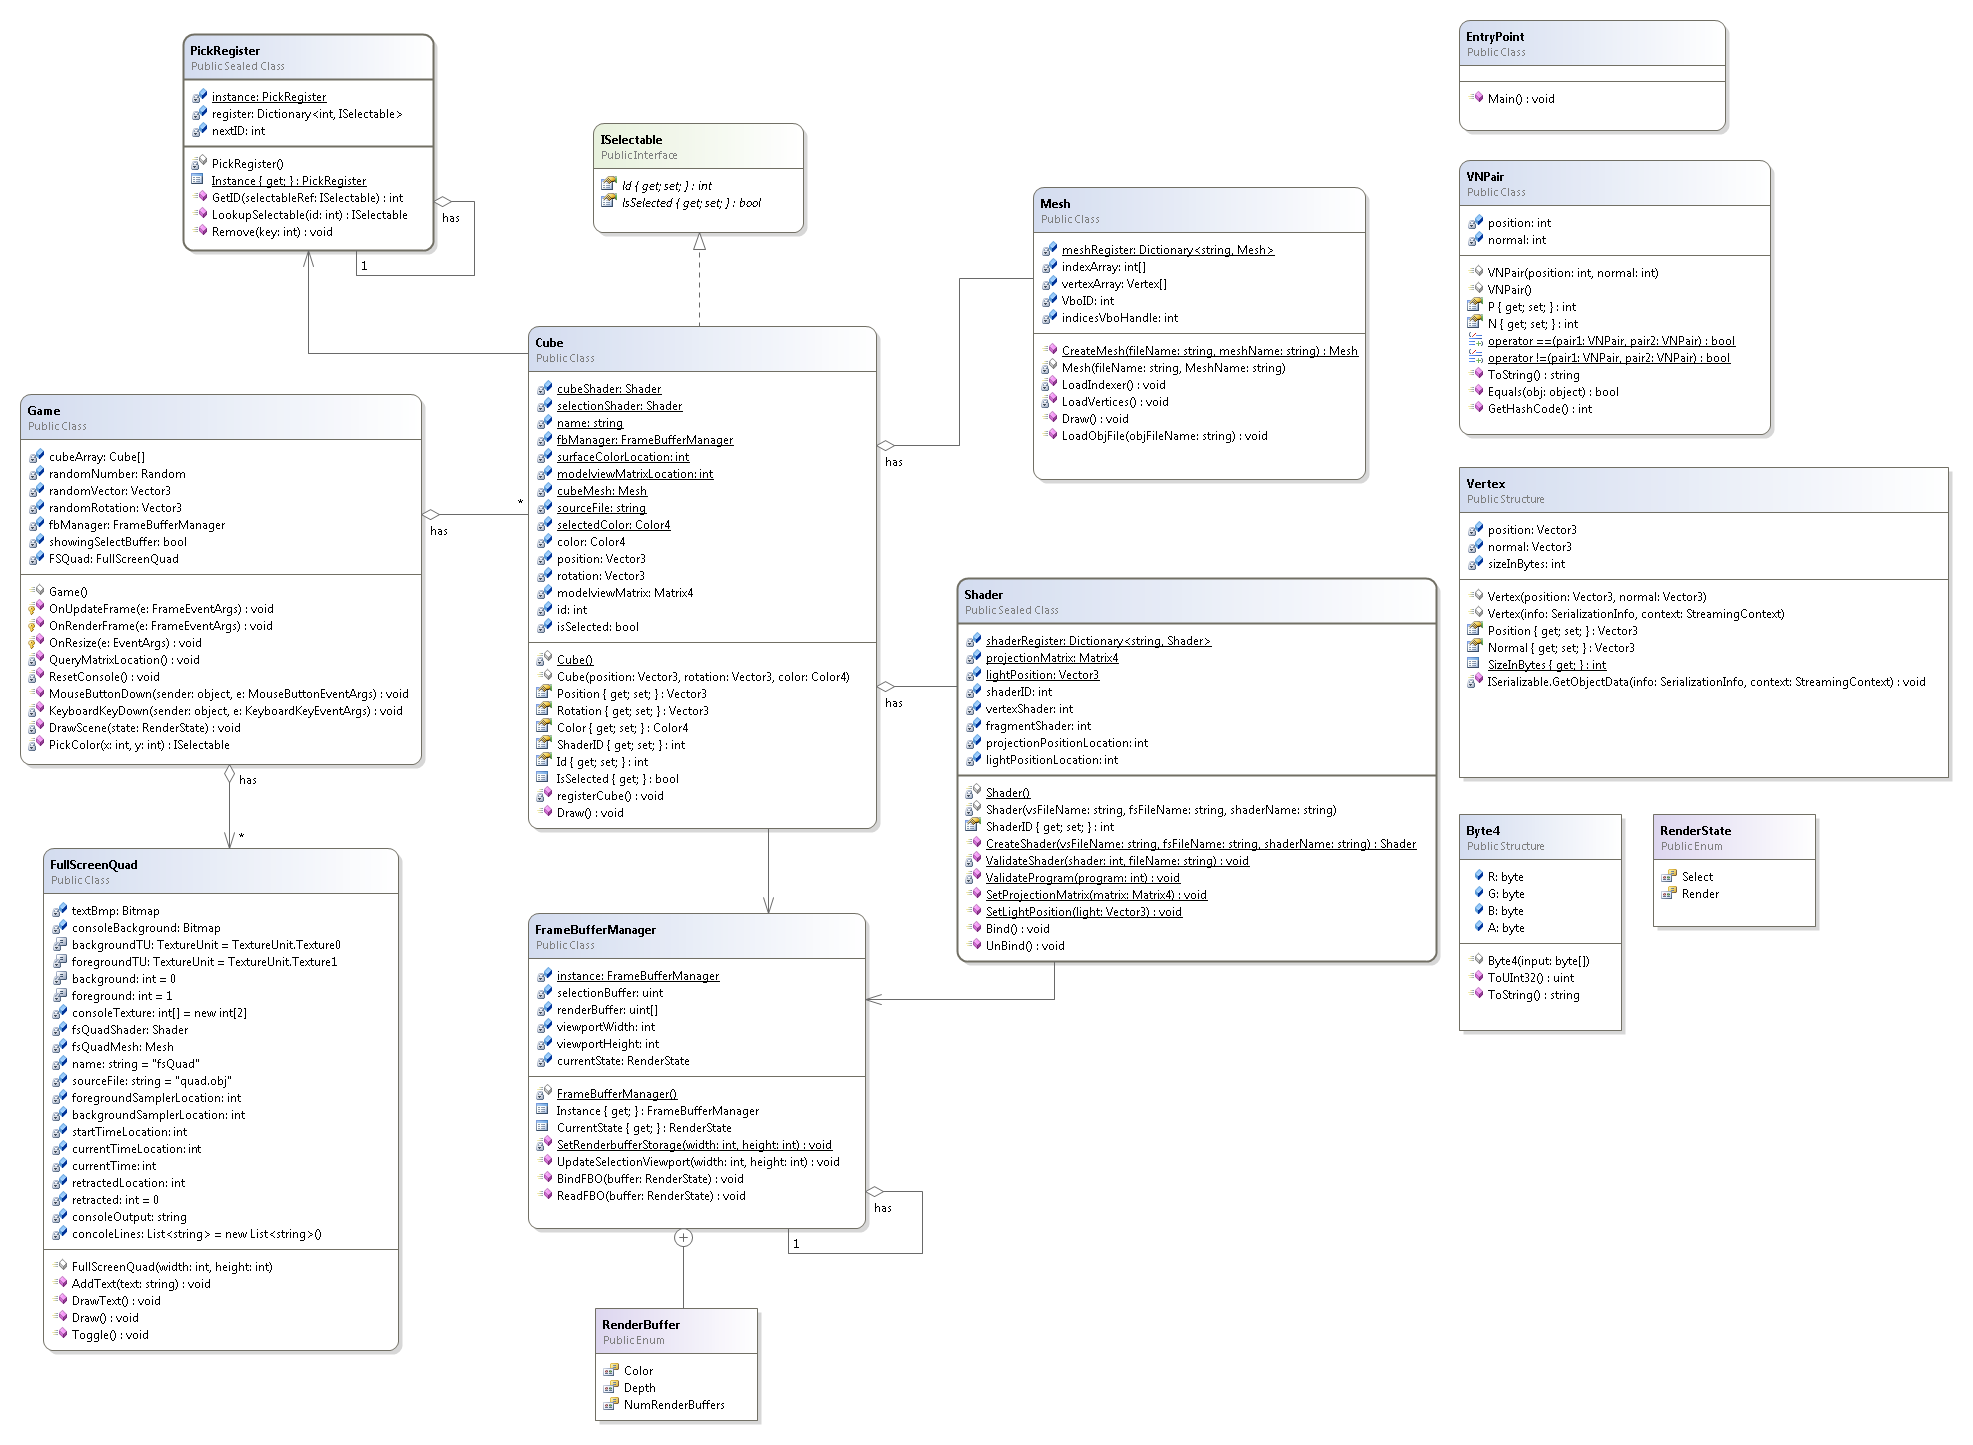 PickRegister
Public Sealed Class
instance: PickRegister
register: Dictionary<int, ISelectable>
nextID: int
PickRegister()
Instance { get; } : PickRegister
GetID(selectableRef: ISelectable) : int
LookupSelectable(id: int) : ISelectable
Remove(key: int) : void
has
1
ISelectable
Public Interface
Id { get; set; } : int
IsSelected { get; set; } : bool
Mesh
Public Class
meshRegister: Dictionary<string, Mesh>
indexArray: int[]
vertexArray: Vertex[]
VboID: int
indicesVboHandle: int
CreateMesh(fileName: string, meshName: string) : Mesh
Mesh(fileName: string, MeshName: string)
LoadIndexer() : void
LoadVertices() : void
Draw() : void
LoadObjFile(objFileName: string) : void
EntryPoint
Public Class
Main() : void
VNPair
Public Class
position: int
normal: int
VNPair(position: int, normal: int)
VNPair()
P { get; set; } : int
N { get; set; } : int
operator ==(pair1: VNPair, pair2: VNPair) : bool
operator !=(pair1: VNPair, pair2: VNPair) : bool
ToString() : string
Equals(obj: object) : bool
GetHashCode() : int
Cube
Public Class
cubeShader: Shader
selectionShader: Shader
name: string
fbManager: FrameBufferManager
surfaceColorLocation: int
modelviewMatrixLocation: int
cubeMesh: Mesh
sourceFile: string
selectedColor: Color4
color: Color4
position: Vector3
rotation: Vector3
modelviewMatrix: Matrix4
id: int
isSelected: bool
Cube()
Cube(position: Vector3, rotation: Vector3, color: Color4)
Position { get; set; } : Vector3
Rotation { get; set; } : Vector3
Color { get; set; } : Color4
ShaderID { get; set; } : int
Id { get; set; } : int
IsSelected { get; } : bool
registerCube() : void
Draw() : void
has
has
Game
Public Class
cubeArray: Cube[]
randomNumber: Random
randomVector: Vector3
randomRotation: Vector3
fbManager: FrameBufferManager
showingSelectBuffer: bool
FSQuad: FullScreenQuad
Game()
OnUpdateFrame(e: FrameEventArgs) : void
OnRenderFrame(e: FrameEventArgs) : void
OnResize(e: EventArgs) : void
QueryMatrixLocation() : void
ResetConsole() : void
MouseButtonDown(sender: object, e: MouseButtonEventArgs) : void
KeyboardKeyDown(sender: object, e: KeyboardKeyEventArgs) : void
DrawScene(state: RenderState) : void
PickColor(x: int, y: int) : ISelectable
*
has
has
*
Vertex
Public Structure
position: Vector3
normal: Vector3
sizeInBytes: int
Vertex(position: Vector3, normal: Vector3)
Vertex(info: SerializationInfo, context: StreamingContext)
Position { get; set; } : Vector3
Normal { get; set; } : Vector3
SizeInBytes { get; } : int
ISerializable.GetObjectData(info: SerializationInfo, context: StreamingContext) : void
Shader
Public Sealed Class
shaderRegister: Dictionary<string, Shader>
projectionMatrix: Matrix4
lightPosition: Vector3
shaderID: int
vertexShader: int
fragmentShader: int
projectionPositionLocation: int
lightPositionLocation: int
Shader()
Shader(vsFileName: string, fsFileName: string, shaderName: string)
ShaderID { get; set; } : int
CreateShader(vsFileName: string, fsFileName: string, shaderName: string) : Shader
ValidateShader(shader: int, fileName: string) : void
ValidateProgram(program: int) : void
SetProjectionMatrix(matrix: Matrix4) : void
SetLightPosition(light: Vector3) : void
Bind() : void
UnBind() : void
Byte4
Public Structure
R: byte
G: byte
B: byte
A: byte
Byte4(input: byte[])
ToUInt32() : uint
ToString() : string
RenderState
Public Enum
Select
Render
FullScreenQuad
Public Class
textBmp: Bitmap
consoleBackground: Bitmap
backgroundTU: TextureUnit = TextureUnit.Texture0
foregroundTU: TextureUnit = TextureUnit.Texture1
background: int = 0
foreground: int = 1
consoleTexture: int[] = new int[2]
fsQuadShader: Shader
fsQuadMesh: Mesh
name: string = "fsQuad"
sourceFile: string = "quad.obj"
foregroundSamplerLocation: int
backgroundSamplerLocation: int
startTimeLocation: int
currentTimeLocation: int
currentTime: int
retractedLocation: int
retracted: int = 0
consoleOutput: string
concoleLines: List<string> = new List<string>()
FullScreenQuad(width: int, height: int)
AddText(text: string) : void
DrawText() : void
Draw() : void
Toggle() : void
FrameBufferManager
Public Class
instance: FrameBufferManager
selectionBuffer: uint
renderBuffer: uint[]
viewportWidth: int
viewportHeight: int
currentState: RenderState
FrameBufferManager()
Instance { get; } : FrameBufferManager
CurrentState { get; } : RenderState
SetRenderbufferStorage(width: int, height: int) : void
UpdateSelectionViewport(width: int, height: int) : void
BindFBO(buffer: RenderState) : void
ReadFBO(buffer: RenderState) : void
has
1
RenderBuffer
Public Enum
Color
Depth
NumRenderBuffers